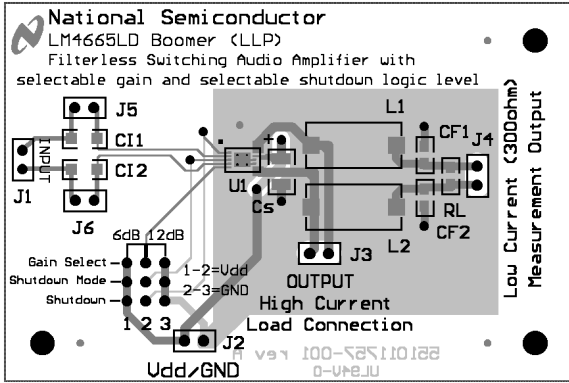 National Semiconductor
LM4665LD Boomer (LLP)
Filterless Switching Audio Amplifier with
selectable gain and selectable shutdown logic level
J5
CI1
INPUT
J1
CI2
J6
U1
+
Cs
L1
L2
CF1
J4
RL
CF2
J3
OUTPUT
High Current
Load Connection
Low Current (300ohm)
Measurement Output
6dB 12dB
Gain Select
Shutdown Mode
Shutdown
1-2=Vdd
2-3=GND
1 2 3
J2
Vdd/GND
551011757-001 rev A
UL94V-0